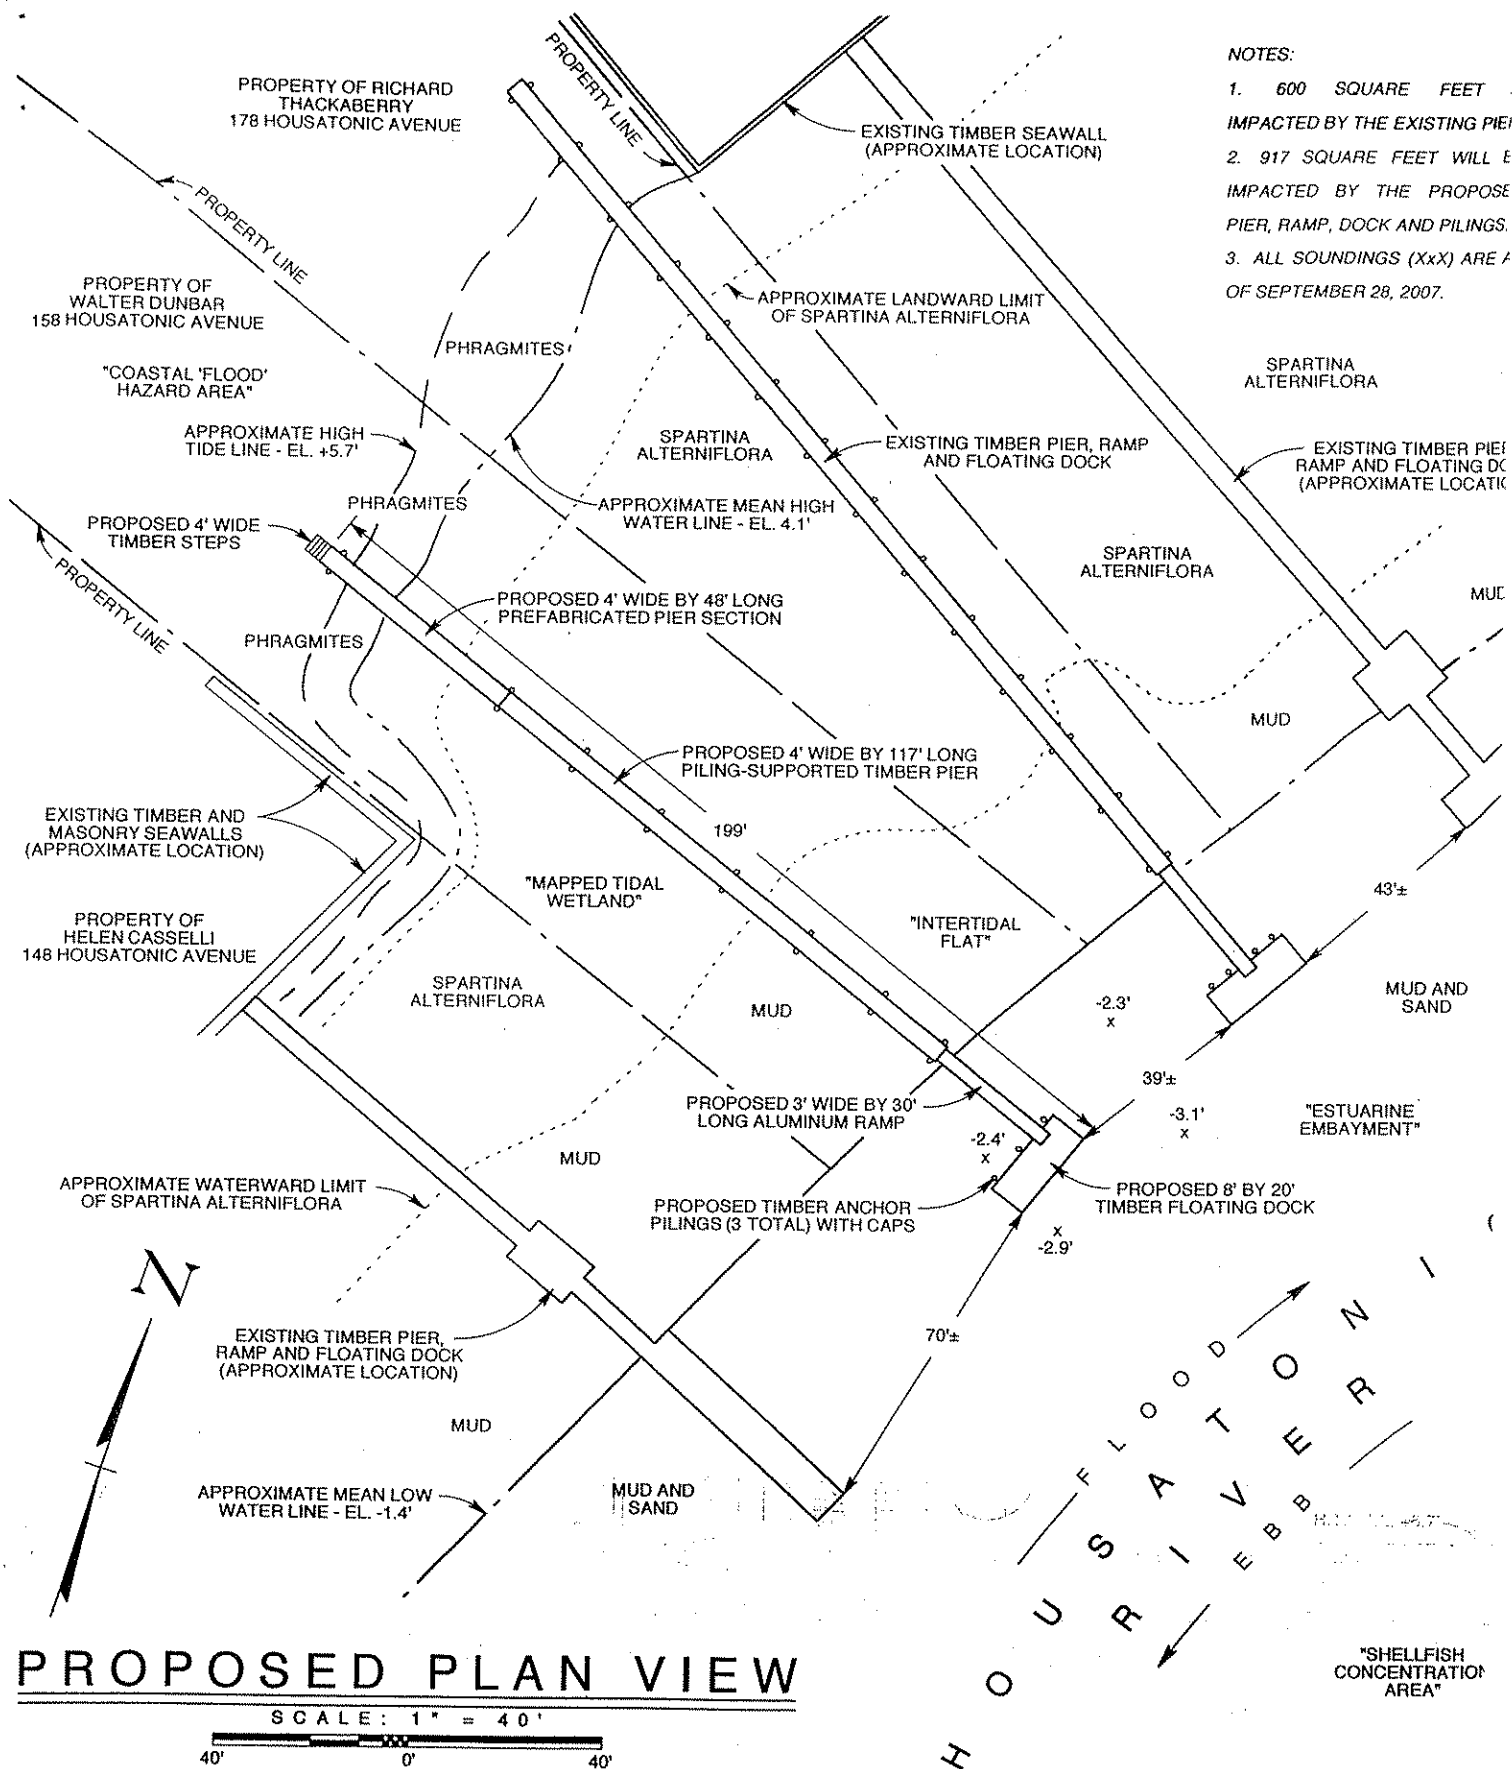 NOTES:
1. 600 SQUARE FEET
IMPACTED BY THE EXISTING
2. 917 SQUARE FEET WILL
IMPACTED BY THE
PIER, RAMP, DOCK AND PILINGS.
3. ALL SOUNDINGS (XxX) ARE
OF SEPTEMBER 28, 2007.
PROPERTY LINE
PROPERTY OF RICHARD
THACKABERRY
178 HOUSATONIC AVENUE
EXISTING TIMBER SEAWALL
(APPROXIMATE LOCATION)
PROPERTY LINE
PROPERTY OF
WALTER DUNBAR
158 HOUSATONIC AVENUE
APPROXIMATE LANDWARD LIMIT
OF SPARTINA ALTERNIFLORA
PHRAGMITES
"COASTAL 'FLOOD'
HAZARD AREA"
SPARTINA
ALTERNIFLORA
APPROXIMATE HIGH
TIDE LINE - EL. +5.7'
SPARTINA
ALTERNIFLORA
EXISTING TIMBER PIER, RAMP
AND FLOATING DOCK
EXISTING TIMBER
RAMP AND FLOATING
(APPROXIMATE
PHRAGMITES
APPROXIMATE MEAN HIGH
WATER LINE - EL. 4.1'
PROPOSED 4' WIDE
TIMBER STEPS
SPARTINA
ALTERNIFLORA
PROPERTY LINE
PROPOSED 4' WIDE BY 48' LONG
PREFABRICATED PIER SECTION
PHRAGMITES
MUD
PROPOSED 4' WIDE BY 117' LONG
PILING-SUPPORTED TIMBER PIER
EXISTING TIMBER AND
MASONRY SEAWALLS
(APPROXIMATE LOCATION)
199'
"MAPPED TIDAL
WETLAND"
43'±
PROPERTY OF
HELEN CASSELLI
148 HOUSATONIC AVENUE
"INTERTIDAL
FLAT"
SPARTINA
ALTERNIFLORA
MUD
-2.3'
x
MUD AND
SAND
39'±
PROPOSED 3' WIDE BY 30'
LONG ALUMINUM RAMP
-3.1'
x
"ESTUARINE
EMBAYMENT"
-2.4'
x
MUD
APPROXIMATE WATERWARD LIMIT
OF SPARTINA ALTERNIFLORA
PROPOSED TIMBER ANCHOR
PILINGS (3 TOTAL) WITH CAPS
PROPOSED 8' BY 20'
TIMBER FLOATING DOCK
x
-2.9'
N
EXISTING TIMBER PIER,
RAMP AND FLOATING DOCK
(APPROXIMATE LOCATION)
70'±
FLOOD
HOUSATONI
RIVER
EBB
MUD
APPROXIMATE MEAN LOW
WATER LINE - EL. -1.4'
MUD AND
SAND
"SHELLFISH
CONCENTRATION
AREA"
PROPOSED PLAN VIEW
SCALE: 1" = 40'
40' 0' 40'